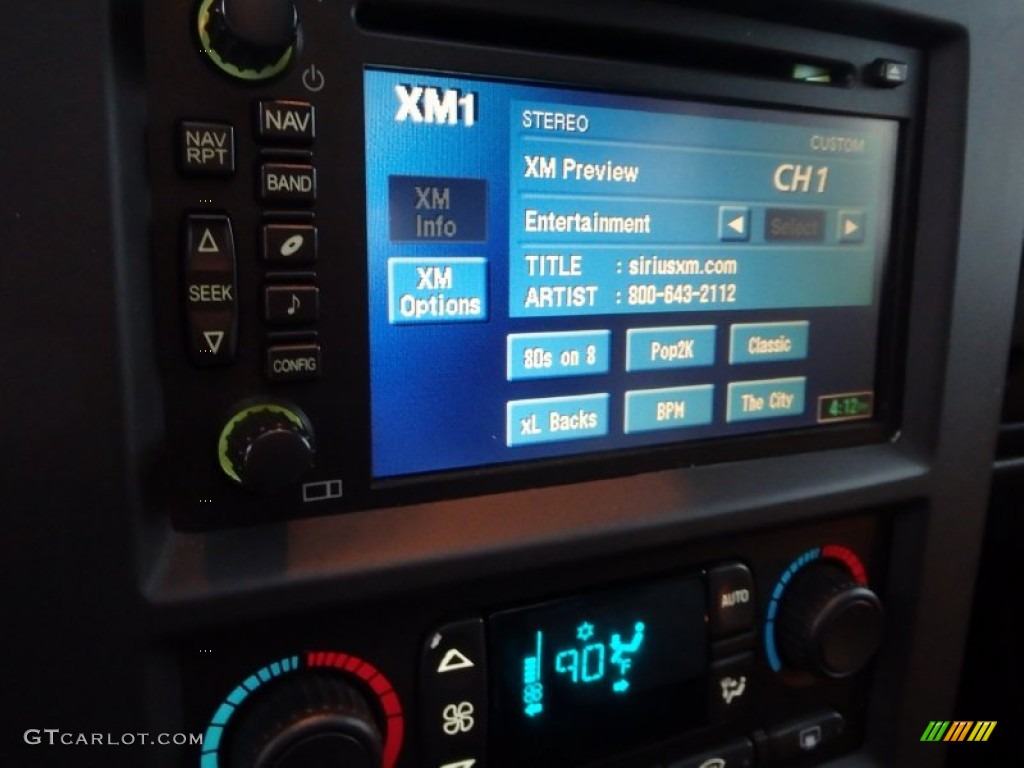 XM1
STEREO
CUSTOM
XM Preview
CH1
XM Info
Entertainment
Select
TITLE : siriusxm.com
ARTIST : 800-643-2112
XM Options
80s on 8
Pop2K
Classic
xL Backs
BPM
The City
4:12
NAV
NAV RPT
BAND
SEEK
CONFIG
AUTO
90°F
GTCARLOT.COM